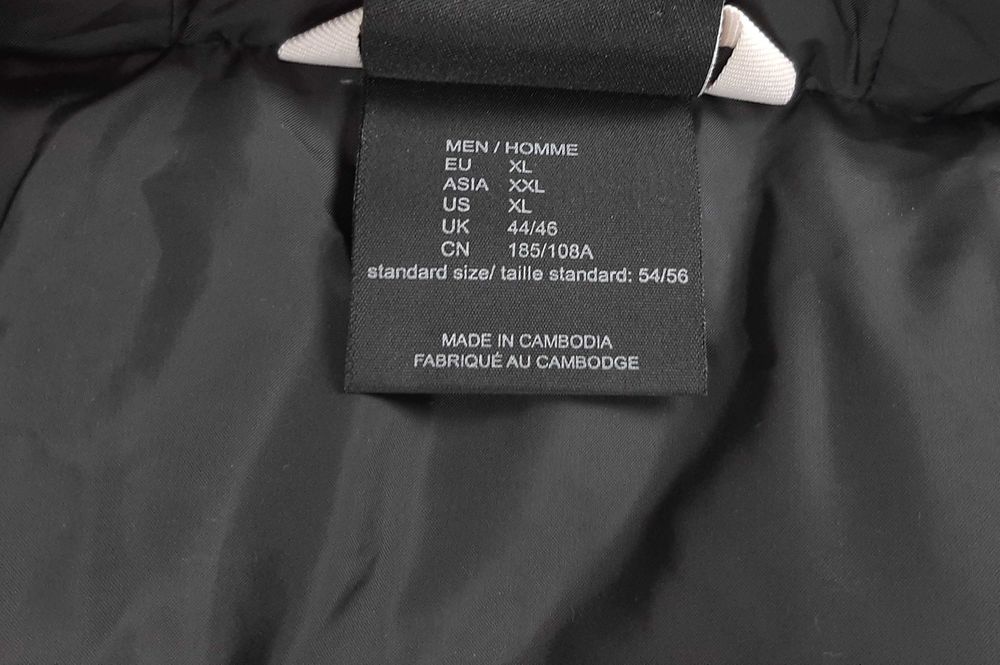 MEN / HOMME
EU XL
ASIA XXL
US XL
UK 44/46
CN 185/108A
standard size/ taille standard: 54/56
MADE IN CAMBODIA
FABRIQUÉ AU CAMBODGE